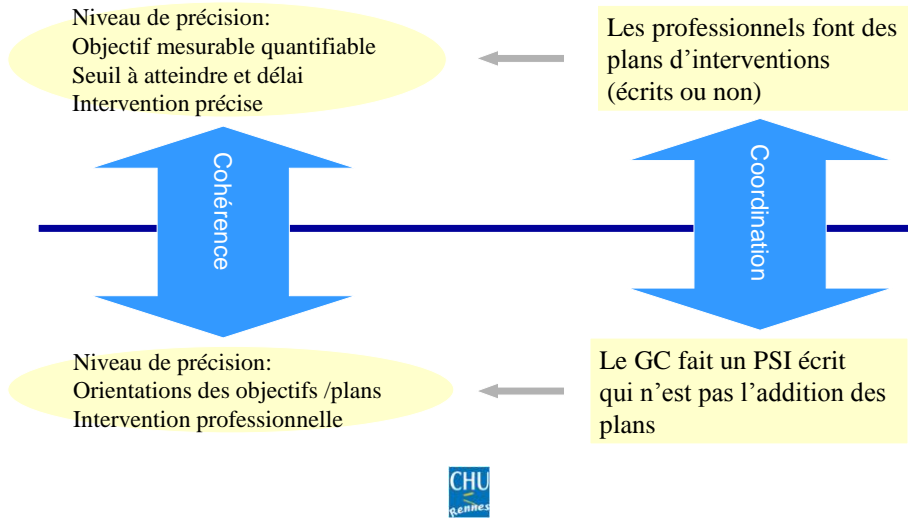 Niveau de précision:
Objectif mesurable quantifiable
Seuil à atteindre et délai
Intervention précise
Les professionnels font des
plans d’interventions
(écrits ou non)
Cohérence
Coordination
Niveau de précision:
Orientations des objectifs /plans
Intervention professionnelle
Le GC fait un PSI écrit
qui n’est pas l’addition des
plans
CHU
Rennes